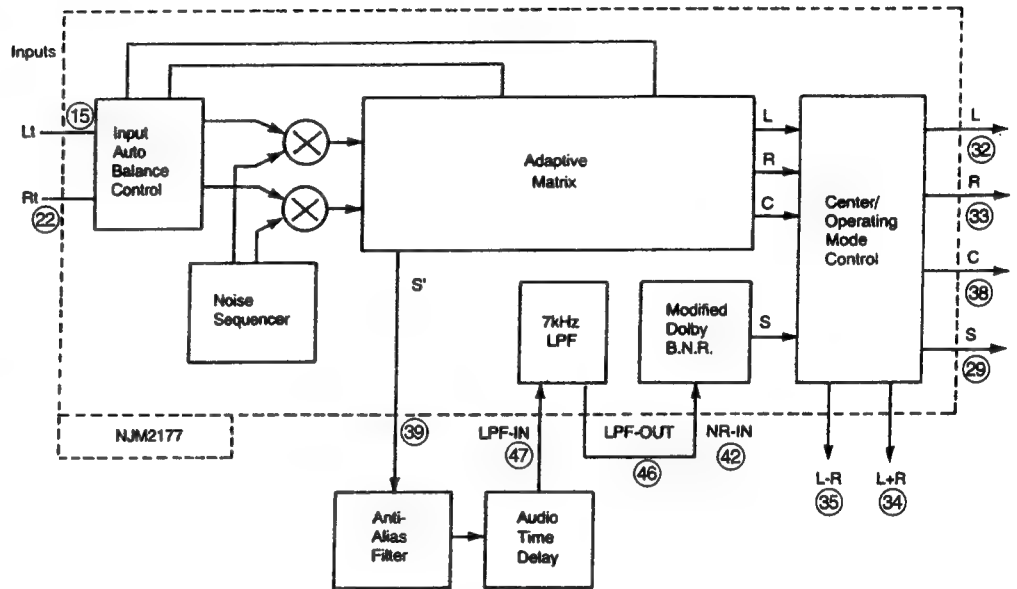 Inputs
15
Lt
Rt
22
Input
Auto
Balance
Control
Noise
Sequencer
Adaptive
Matrix
L
R
C
S'
7kHz
LPF
Modified
Dolby
B.N.R.
S
Center/
Operating
Mode
Control
L
32
R
33
C
38
S
29
NJM2177
39
LPF-IN
47
LPF-OUT
46
NR-IN
42
L-R
35
L+R
34
Anti-
Alias
Filter
Audio
Time
Delay